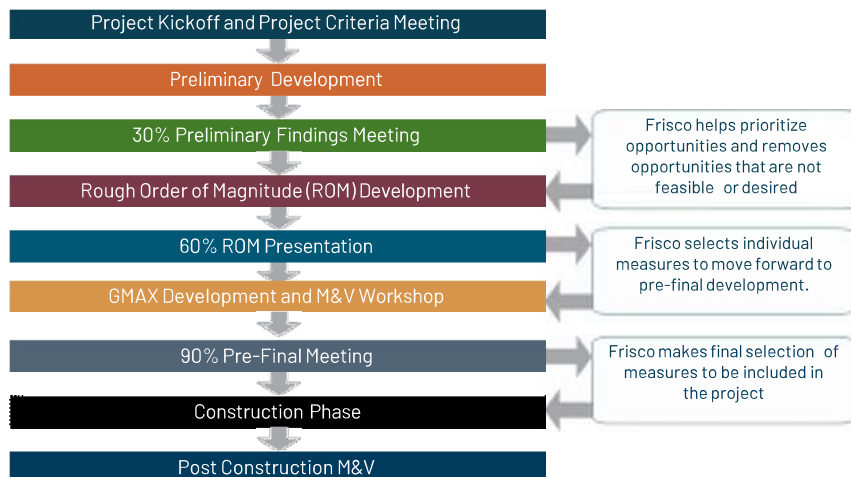 Project Kickoff and Project Criteria Meeting
Preliminary Development
30% Preliminary Findings Meeting
Frisco helps prioritize
opportunities and removes
opportunities that are not
feasible or desired
Rough Order of Magnitude (ROM) Development
60% ROM Presentation
Frisco selects individual
measures to move forward to
pre-final development.
GMAX Development and M&V Workshop
90% Pre-Final Meeting
Frisco makes final selection of
measures to be included in
the project
Construction Phase
Post Construction M&V